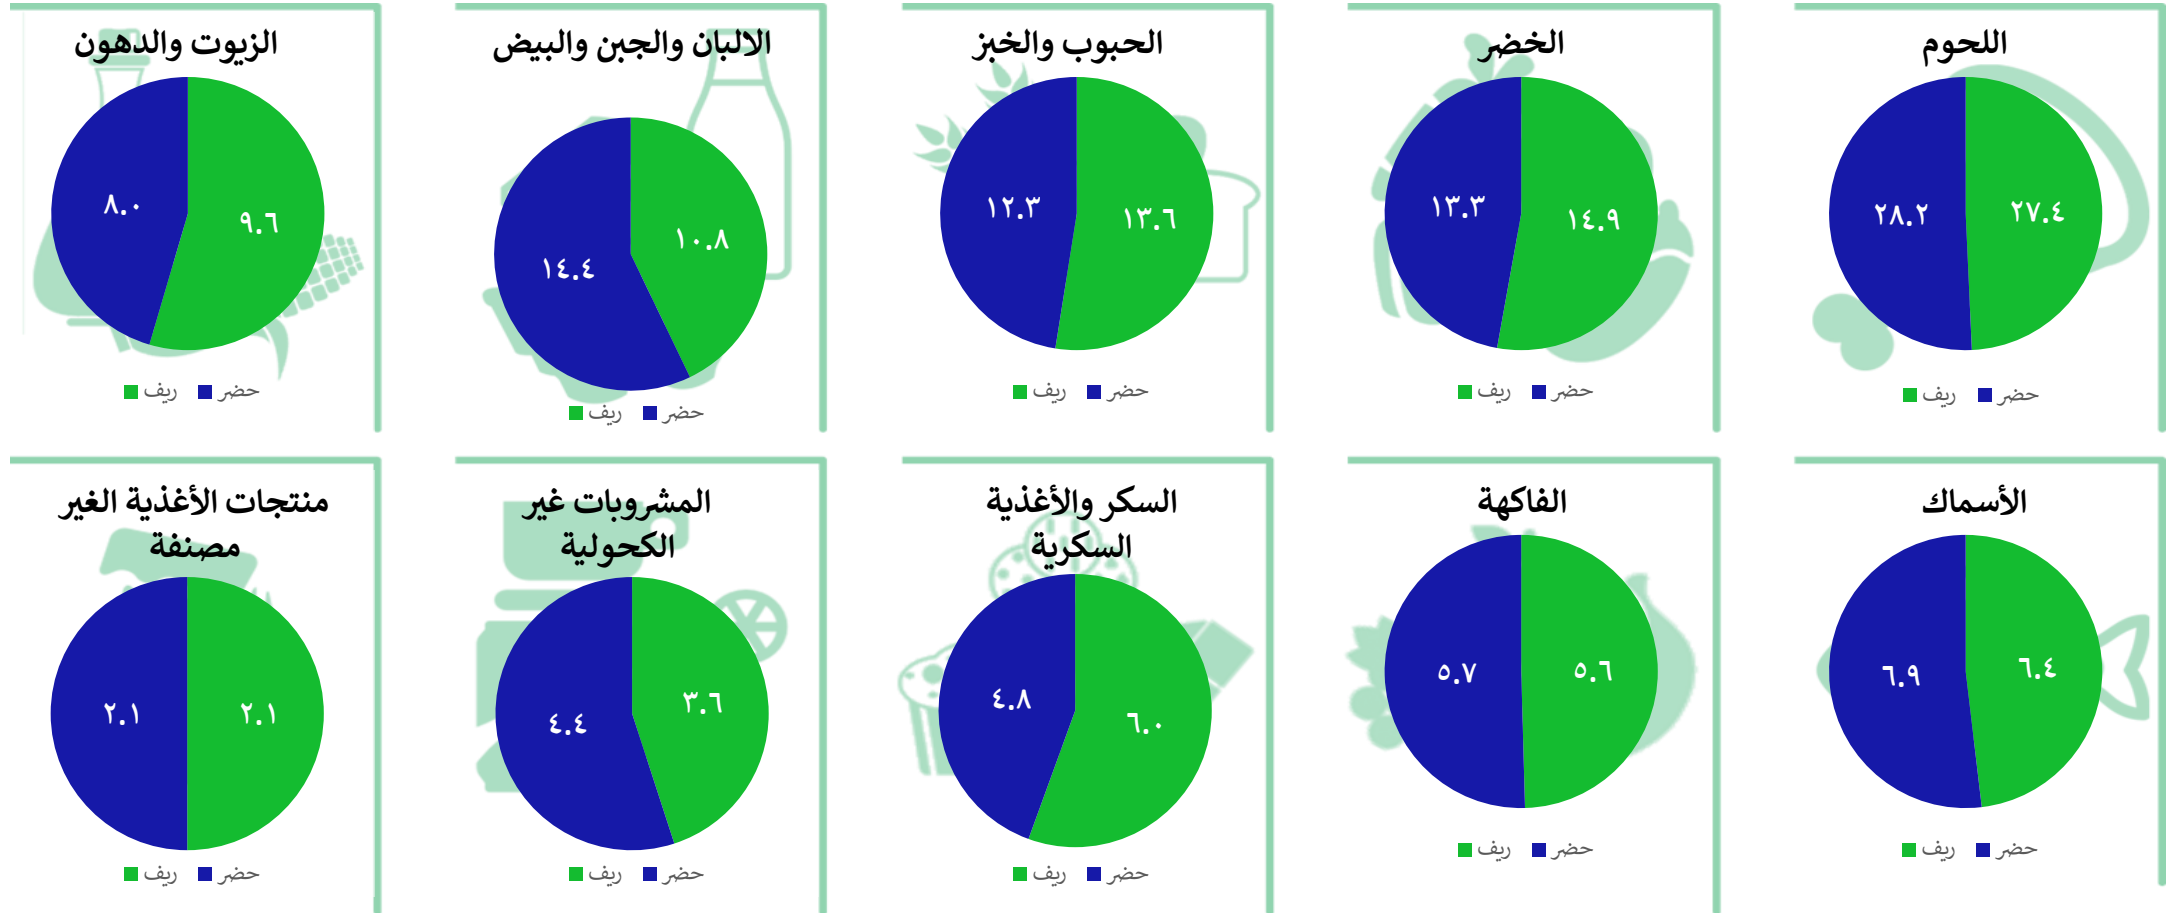 اللحوم
٢٨.٢
٢٧.٤
حضر
ريف
الخضر
١٣.٣
١٤.٩
حضر
ريف
الحبوب والخبز
١٢.٣
١٣.٦
حضر
ريف
الالبان والجبن والبيض
١٤.٤
١٠.٨
حضر
ريف
الزيوت والدهون
٨.٠
٩.٦
حضر
ريف
الأسماك
٦.٩
٦.٤
حضر
ريف
الفاكهة
٥.٧
٥.٦
حضر
ريف
السكر والأغذية
السكرية
٤.٨
٦.٠
حضر
ريف
المشروبات غير
الكحولية
٤.٤
٣.٦
حضر
ريف
منتجات الأغذية الغير
مصنفة
٢.١
٢.١
حضر
ريف